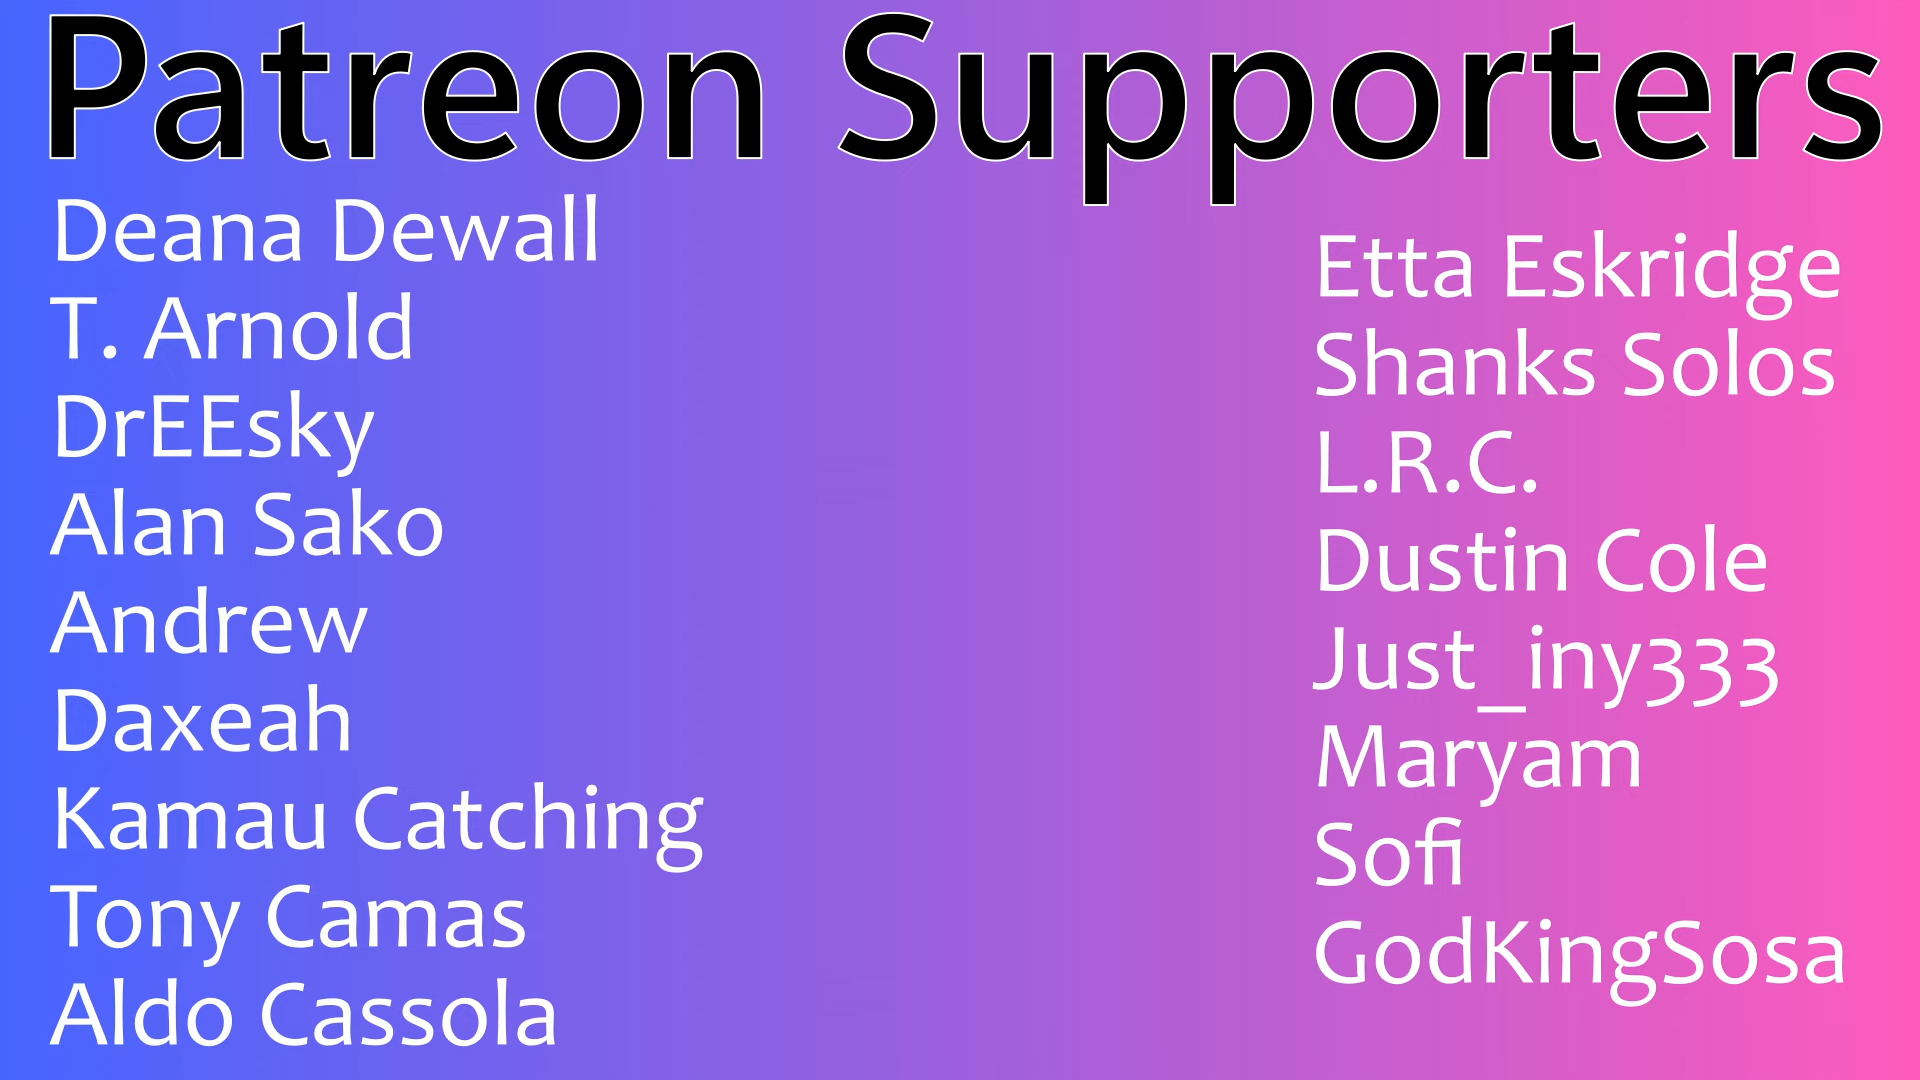 Patreon Supporters
Deana Dewall
T. Arnold
DrEEsky
Alan Sako
Andrew
Daxeah
Kamau Catching
Tony Camas
Aldo Cassola
Etta Eskridge
Shanks Solos
L.R.C.
Dustin Cole
Just_iny333
Maryam
Sofi
GodKingSosa